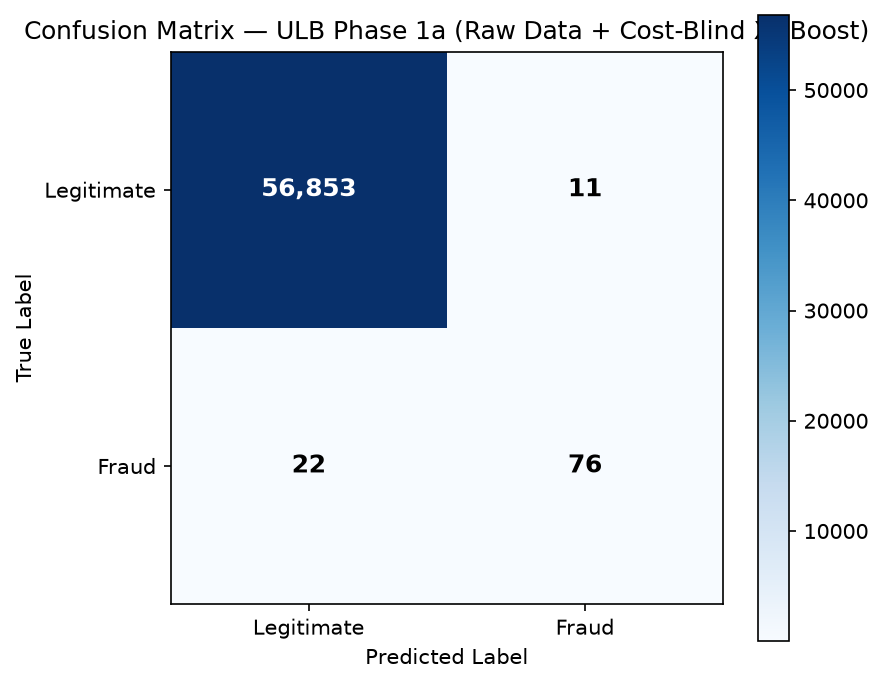 Confusion Matrix — ULB Phase 1a (Raw Data + Cost-Blind Boost)
50000
Legitimate 56,853 11
40000
30000
True Label
20000
Fraud 22 76
10000
Legitimate Fraud
Predicted Label